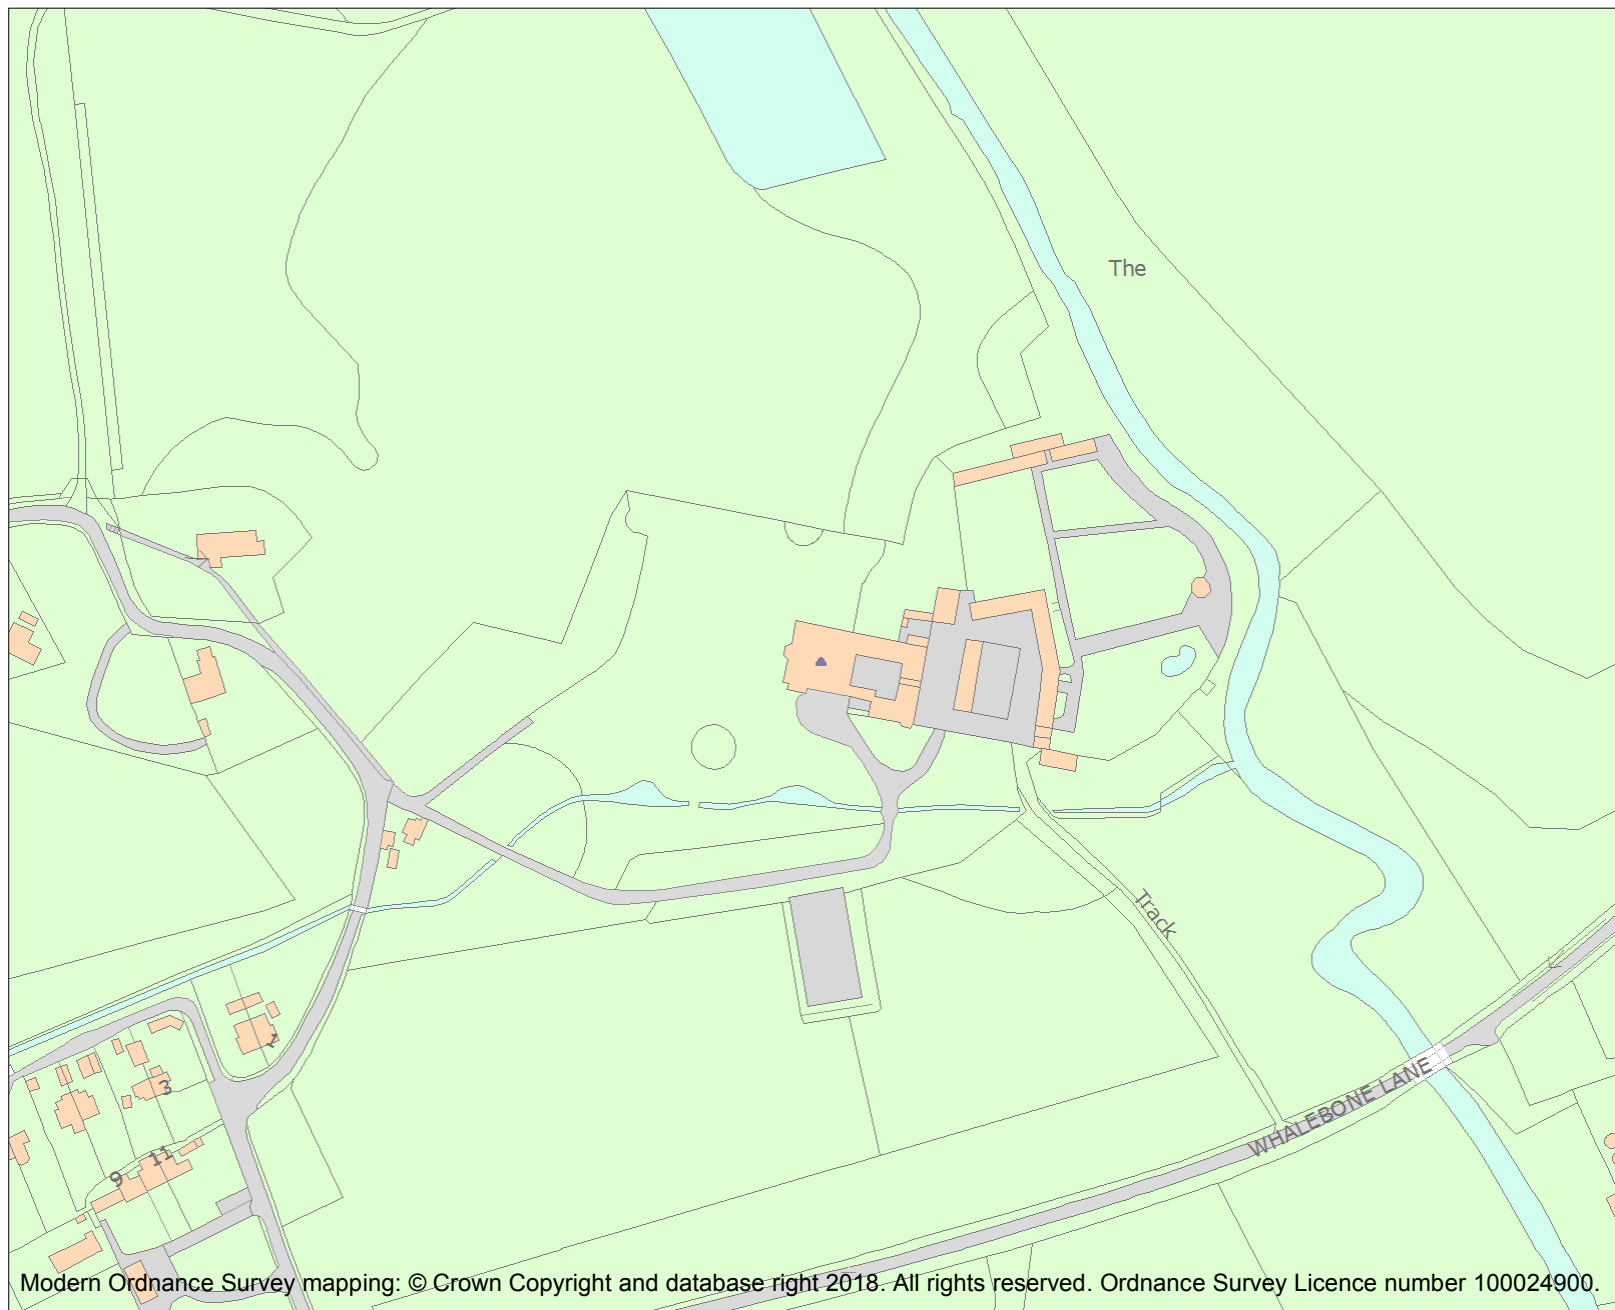 The
Track
WHALEBONE LANE
1
3
11
9
Modern Ordnance Survey mapping: © Crown Copyright and database right 2018. All rights reserved. Ordnance Survey Licence number 100024900.